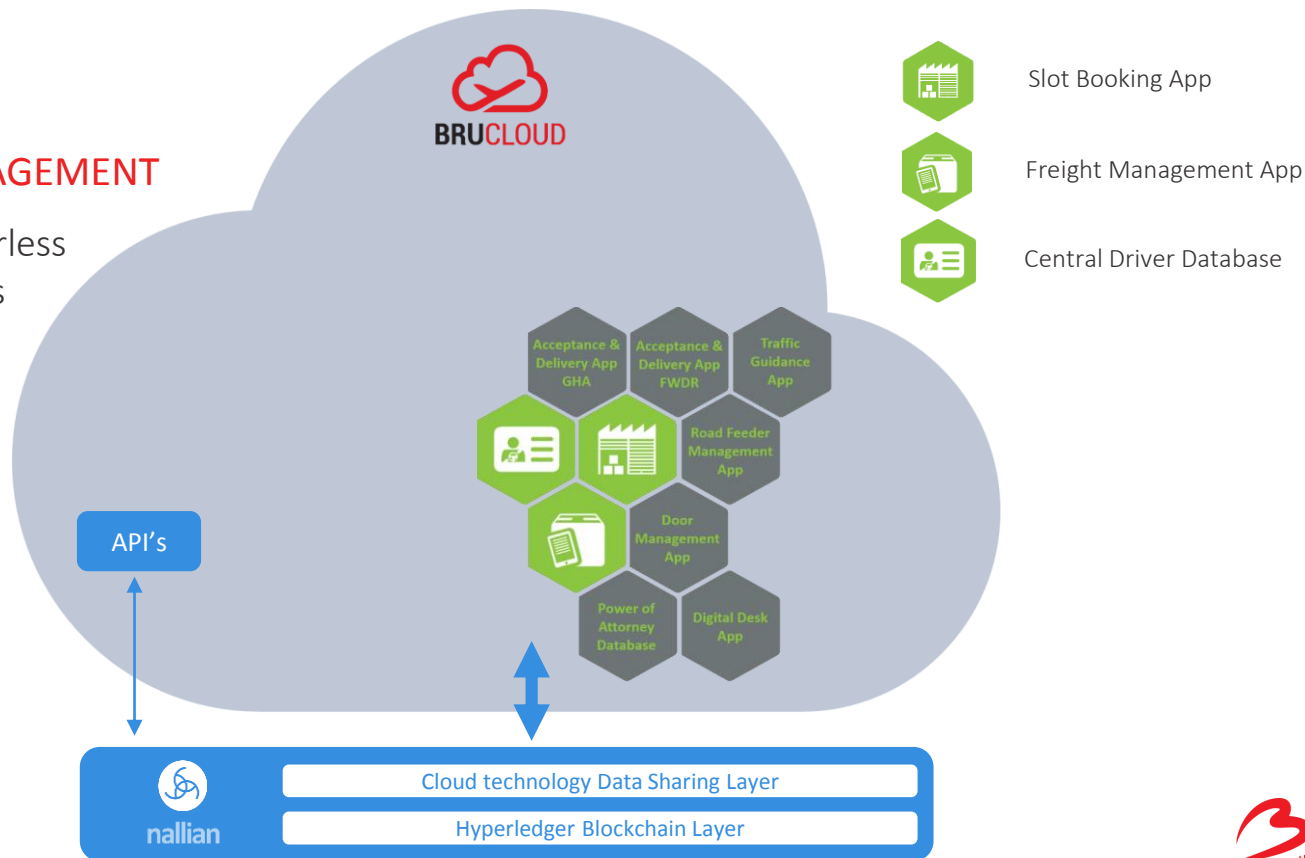 BRUCLOUD
AGEMENT
rless
s
Slot Booking App
Freight Management App
Central Driver Database
Acceptance &
Delivery App
GHA
Acceptance &
Delivery App
FWDR
Traffic
Guidance
App
Road Feeder
Management
App
Door
Management
App
Power of
Attorney
Database
Digital Desk
App
API's
nallian
Cloud technology Data Sharing Layer
Hyperledger Blockchain Layer